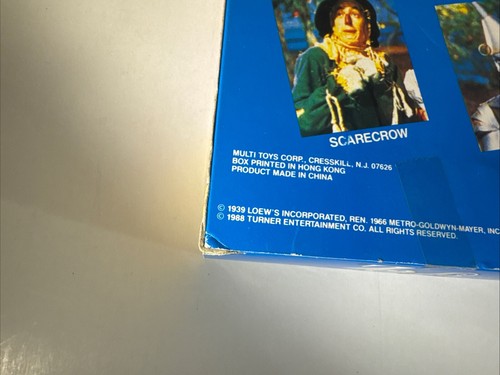 SCARECROW
MULTI TOYS CORP., CRESSKILL, N.J. 07626
BOX PRINTED IN HONG KONG
PRODUCT MADE IN CHINA
© 1939 LOEW'S INCORPORATED, REN. 1966 METRO-GOLDWYN-MAYER, INC
© 1988 TURNER ENTERTAINMENT CO. ALL RIGHTS RESERVED.